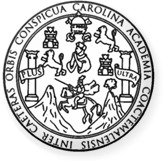 CAETERAS ORBIS CONSPICUA CAROLINA ACADEMIA COACTEMALENSIS INTER
PLUS
ULTRA